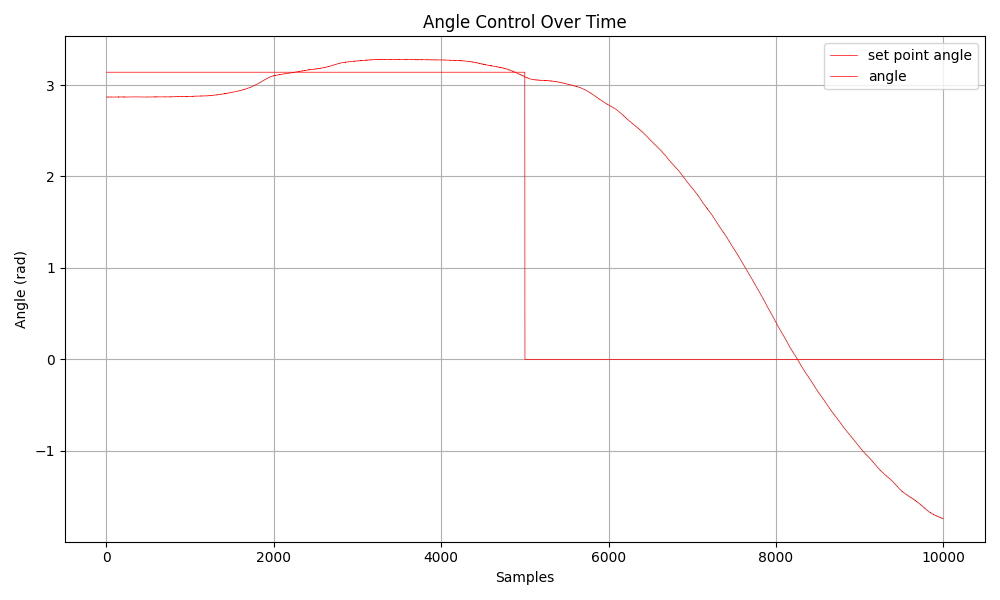 Angle Control Over Time
set point angle
angle
Angle (rad)
3
2
1
0
−1
0 2000 4000 6000 8000 10000
Samples